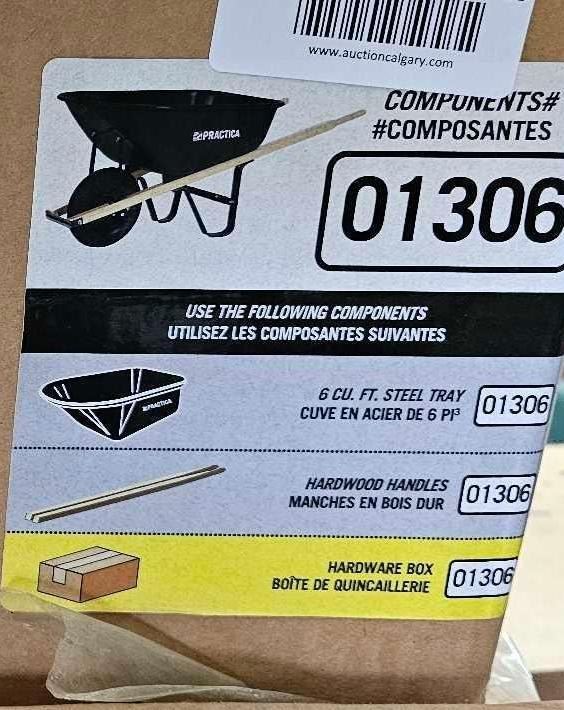 www.auctioncalgary.com
COMPONENTS#
#COMPOSANTES
PRACTICA
01306
USE THE FOLLOWING COMPONENTS
UTILISEZ LES COMPOSANTES SUIVANTES
6 CU. FT. STEEL TRAY
CUVE EN ACIER DE 6 PI³
01306
PRACTICA
HARDWOOD HANDLES
MANCHES EN BOIS DUR
01306
HARDWARE BOX
BOÎTE DE QUINCAILLERIE
01306